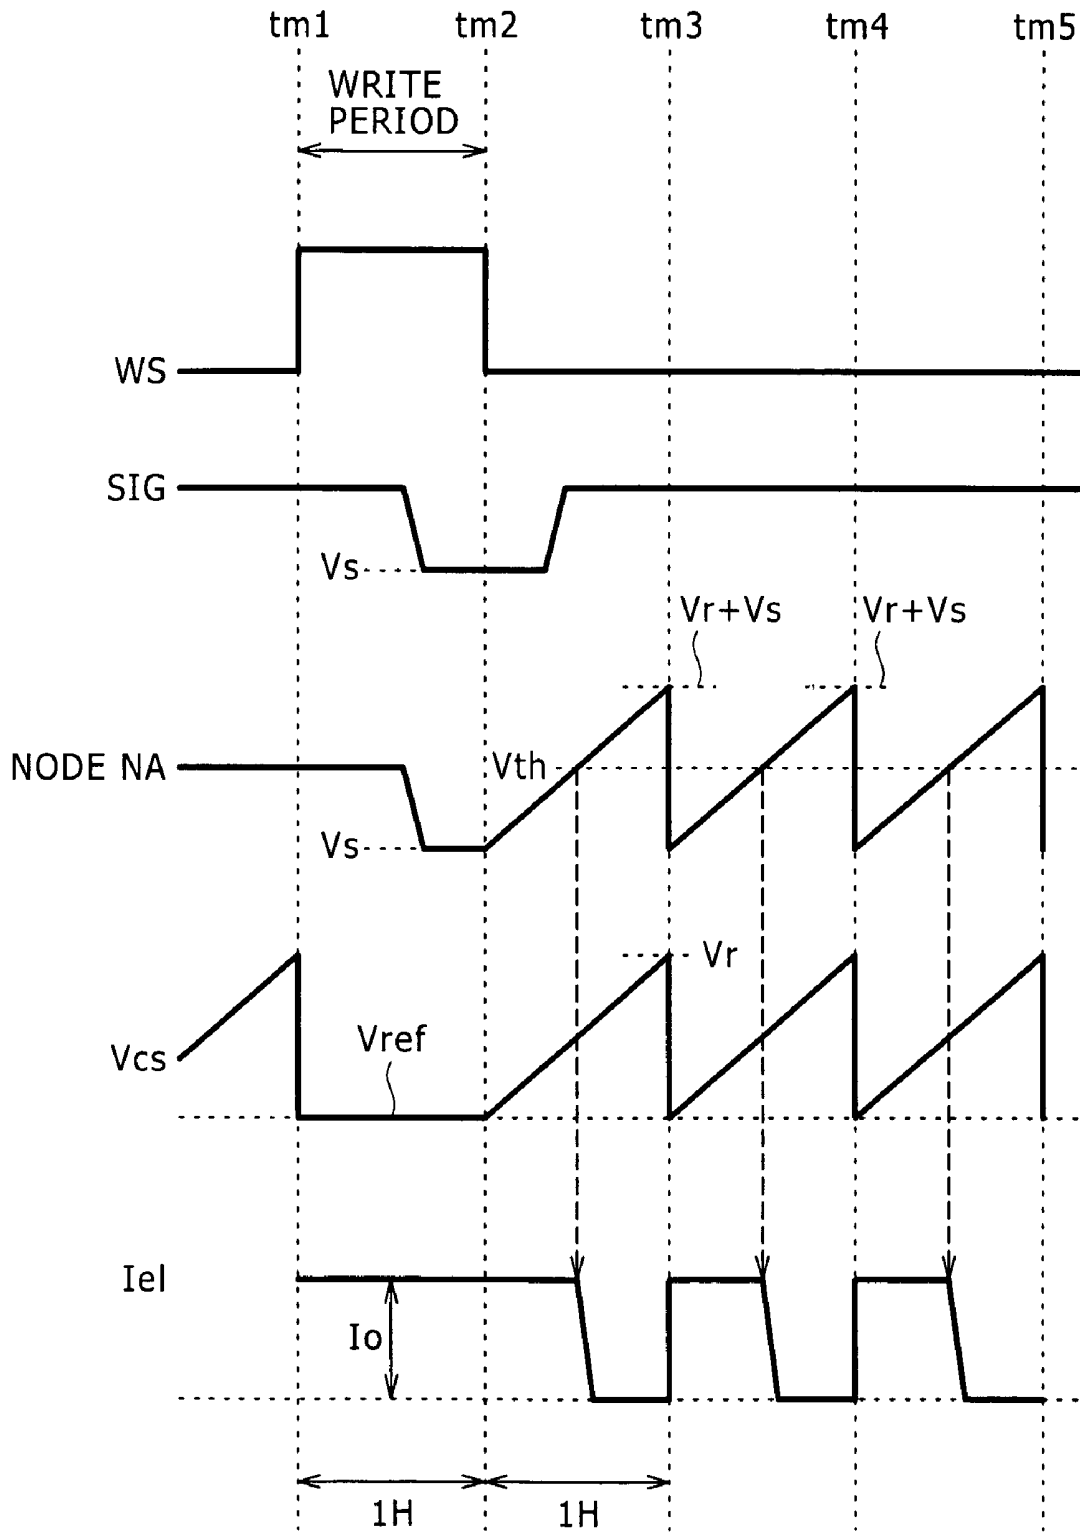 tm1 tm2 tm3 tm4 tm5
WRITE
PERIOD
WS
SIG
Vs
Vr+Vs Vr+Vs
NODE NA
Vth
Vs
Vr
Vref
Vcs
Iel
Io
1H 1H